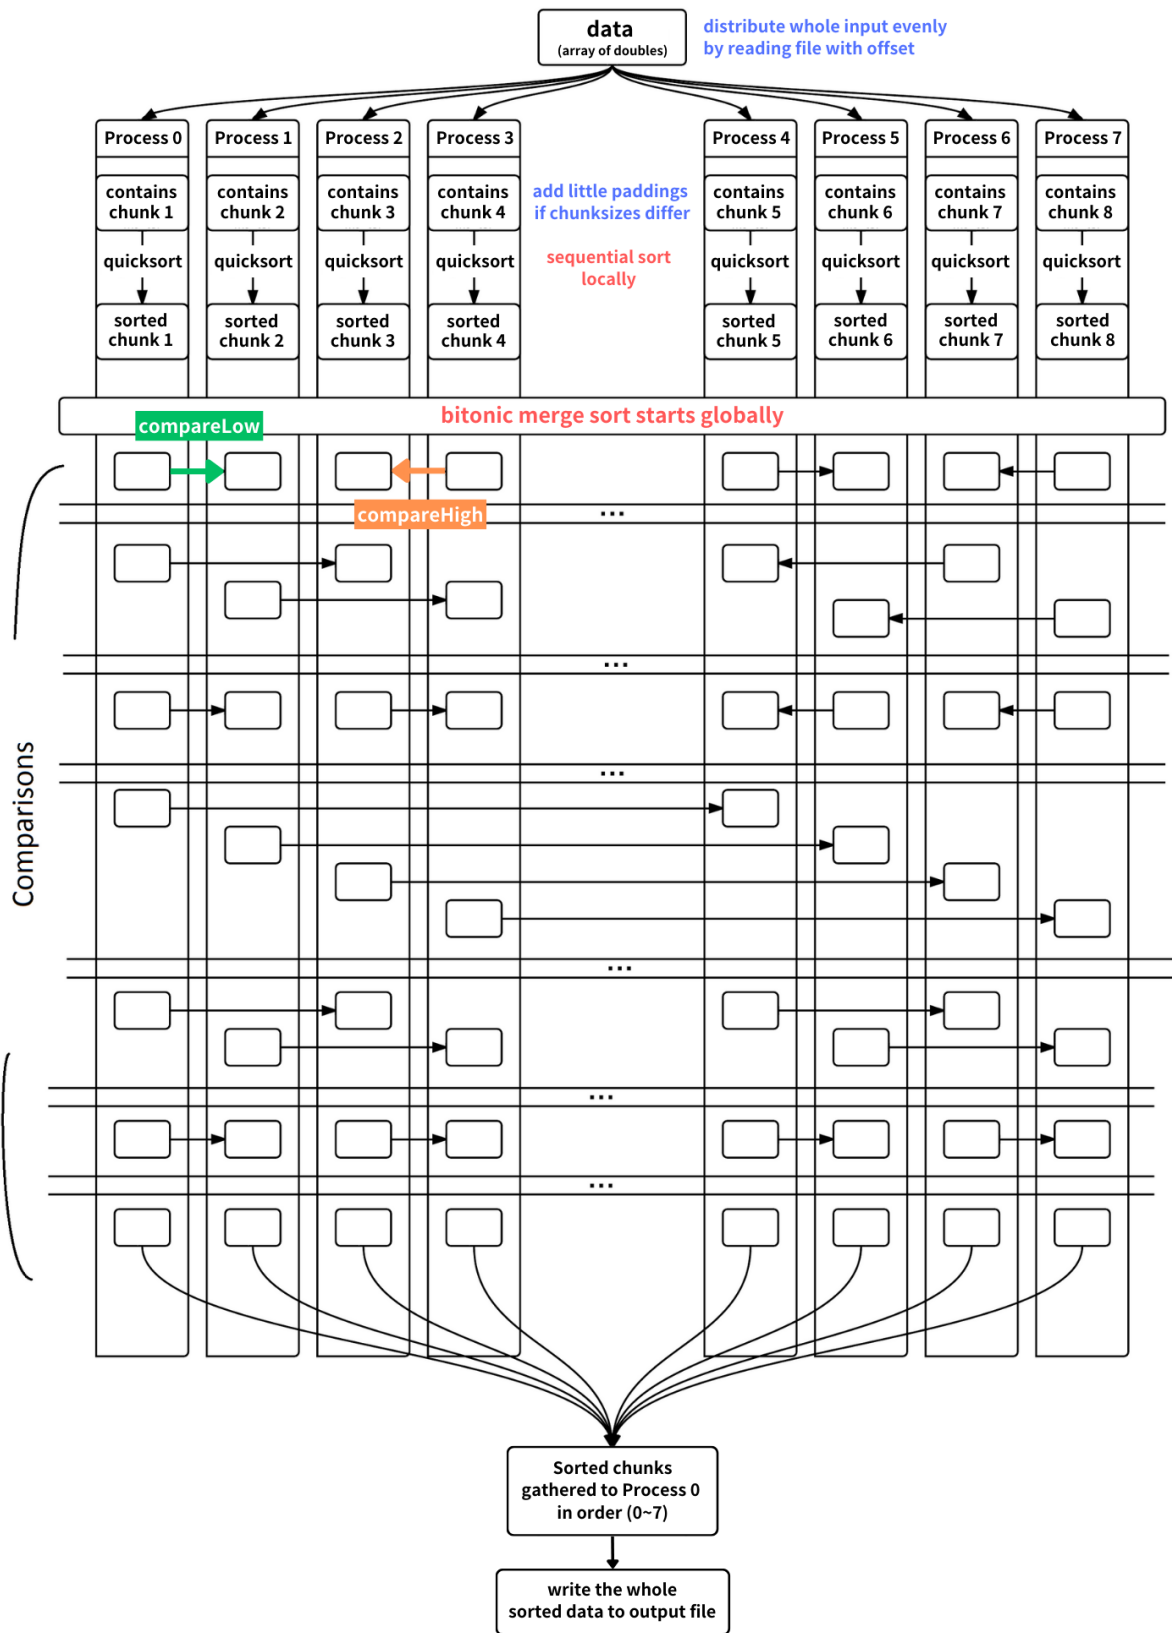 data
(array of doubles)
distribute whole input evenly
by reading file with offset
Process 0
Process 1
Process 2
Process 3
Process 4
Process 5
Process 6
Process 7
contains
chunk 1
contains
chunk 2
contains
chunk 3
contains
chunk 4
add little paddings
if chunksizes differ
contains
chunk 5
contains
chunk 6
contains
chunk 7
contains
chunk 8
quicksort
quicksort
quicksort
quicksort
sequential sort
locally
quicksort
quicksort
quicksort
quicksort
sorted
chunk 1
sorted
chunk 2
sorted
chunk 3
sorted
chunk 4
sorted
chunk 5
sorted
chunk 6
sorted
chunk 7
sorted
chunk 8
bitonic merge sort starts globally
compareLow
compareHigh
...
...
...
...
...
...
Comparisons
Sorted chunks
gathered to Process 0
in order (0~7)
write the whole
sorted data to output file